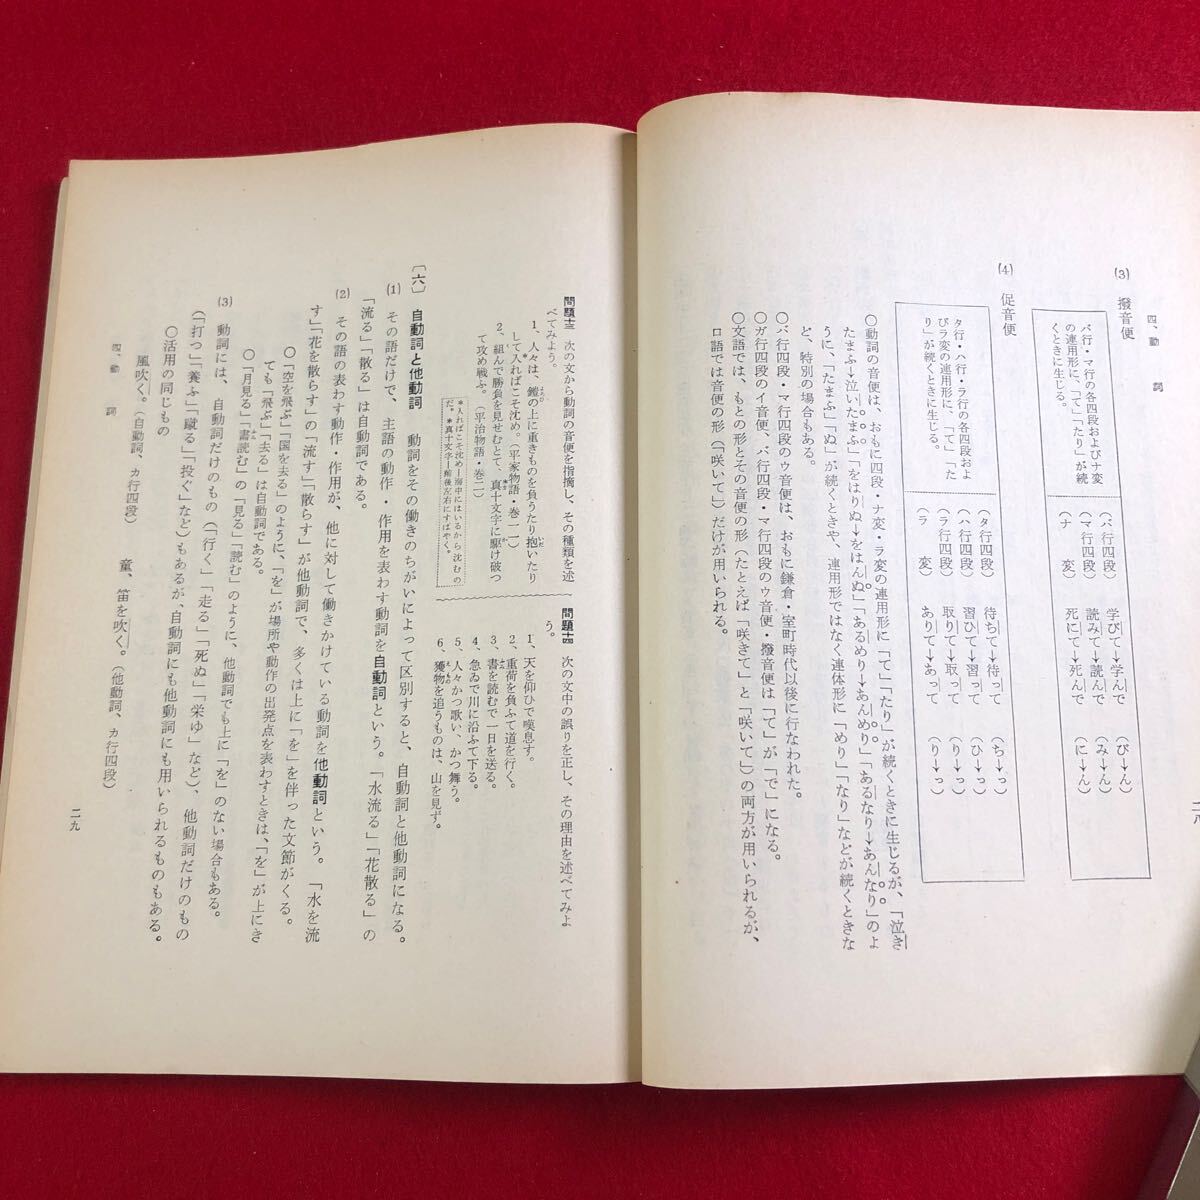 四、動詞
二八
(3) 撥音便
バ行・マ行の各四段およびナ変
の連用形に、「て」「たり」が続
くときに生じる。
(バ行四段) 学びて→学んで (び→ん)
(マ行四段) 読みて→読んで (み→ん)
(ナ変) 死にて→死んで (に→ん)
(4) 促音便
タ行・ハ行・ラ行の各四段およ
びラ変の連用形に、「て」「た
り」が続くときに生じる。
(タ行四段) 待ちて→待って (ち→っ)
(ハ行四段) 習ひて→習って (ひ→っ)
(ラ行四段) 取りて→取って (り→っ)
(ラ変) ありて→あって (り→っ)
○動詞の音便は、おもに四段・ナ変・ラ変の連用形に「て」「たり」が続くときに生じるが、「泣き
たまふ→泣いたまふ」「をはりぬ→をはんぬ」「あるめり→あんめり」「あるなり→あんなり」のよ
うに、「たまふ」「ぬ」が続くときや、連用形ではなく連体形に「めり」「なり」などが続くときな
ど、特別の場合もある。
○バ行四段・マ行四段のウ音便は、おもに鎌倉・室町時代以後に行なわれた。
○ガ行四段のイ音便、バ行四段・マ行四段のウ音便・撥音便は「て」が「で」になる。
○文語では、もとの形とその音便の形(たとえば「咲きて」と「咲いて」)の両方が用いられるが、
口語では音便の形(「咲いて」)だけが用いられる。
問題十三 次の文から動詞の音便を指摘し、その種類を述
べてみよう。
1、人々は、鎧の上に重きものを負うたり抱いたり
して入ればこそ沈め。(平家物語・巻一一)
2、組んで勝負を見せむとて、真十文字に駆け破つ
て攻め戦ふ。(平治物語・巻二)
*入ればこそ沈め―海中にはいるから沈むの
だ。*真十文字―前後左右にすばやく。
問題十四 次の文中の誤りを正し、その理由を述べてみよ
う。
1、天を仰ひで嘆息す。
2、重荷を負ふて道を行く。
3、書を読むで一日を送る。
4、急ゐで川に沿ふて下る。
5、人々かつ歌い、かつ舞う。
6、獲物を追うものは、山を見ず。
〔六〕 自動詞と他動詞 動詞をその働きのちがいによって区別すると、自動詞と他動詞になる。
(1) その語だけで、主語の動作・作用を表わす動詞を自動詞という。「水流る」「花散る」の
「流る」「散る」は自動詞である。
(2) その語の表わす動作・作用が、他に対して働きかけている動詞を他動詞という。「水を流
す」「花を散らす」の「流す」「散らす」が他動詞で、多くは上に「を」を伴った文節がくる。
○「空を飛ぶ」「国を去る」のように、「を」が場所や動作の出発点を表わすときは、「を」が上にき
ても「飛ぶ」「去る」は自動詞である。
○「月見る」「書読む」の「見る」「読む」のように、他動詞でも上に「を」のない場合もある。
(3) 動詞には、自動詞だけのもの(「行く」「走る」「死ぬ」「栄ゆ」など)、他動詞だけのもの
(「打つ」「養ふ」「蹴る」「投ぐ」など)もあるが、自動詞にも他動詞にも用いられるものもある。
○活用の同じもの
風吹く。(自動詞、カ行四段) 童、笛を吹く。(他動詞、カ行四段)
四、動詞
二九